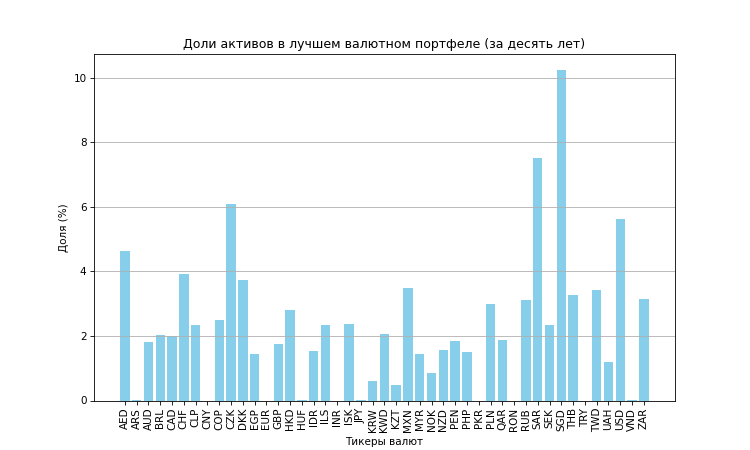 Доли активов в лучшем валютном портфеле (за десять лет)
10
8
6
4
2
0
Доля (%)
AED ARS AUD BRL CAD CHF CLP CNY COP CZK DKK EGP EUR GBP HKD HUF IDR ILS INR ISK JPY KRW KWD KZT MXN MYR NOK NZD PEN PHP PKR PLN QAR RON RUB SAR SEK SGD THB TRY TWD UAH USD VND ZAR
Тикеры валют